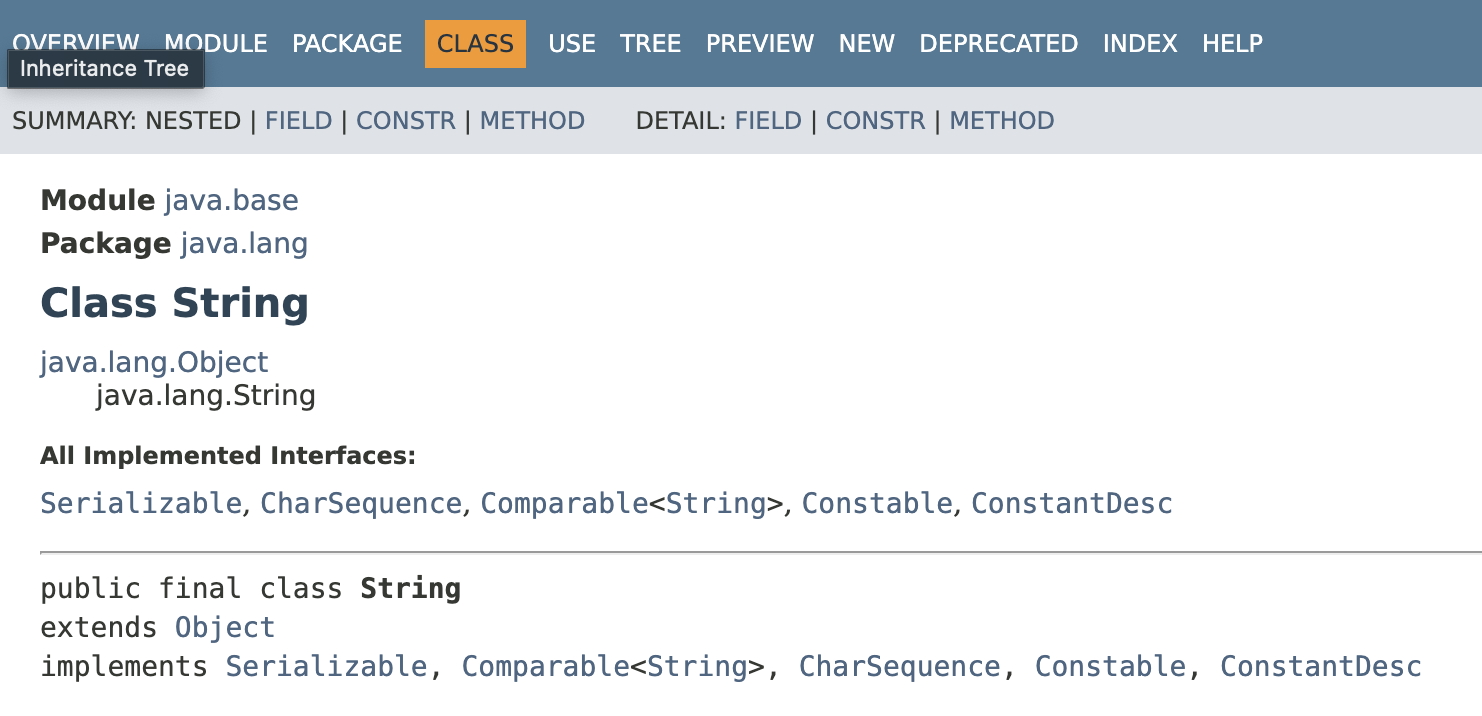 OVERVIEW MODULE PACKAGE CLASS USE TREE PREVIEW NEW DEPRECATED INDEX HELP
Inheritance Tree
SUMMARY: NESTED | FIELD | CONSTR | METHOD DETAIL: FIELD | CONSTR | METHOD
Module java.base
Package java.lang
Class String
java.lang.Object
java.lang.String
All Implemented Interfaces:
Serializable, CharSequence, Comparable<String>, Constable, ConstantDesc
public final class String
extends Object
implements Serializable, Comparable<String>, CharSequence, Constable, ConstantDesc